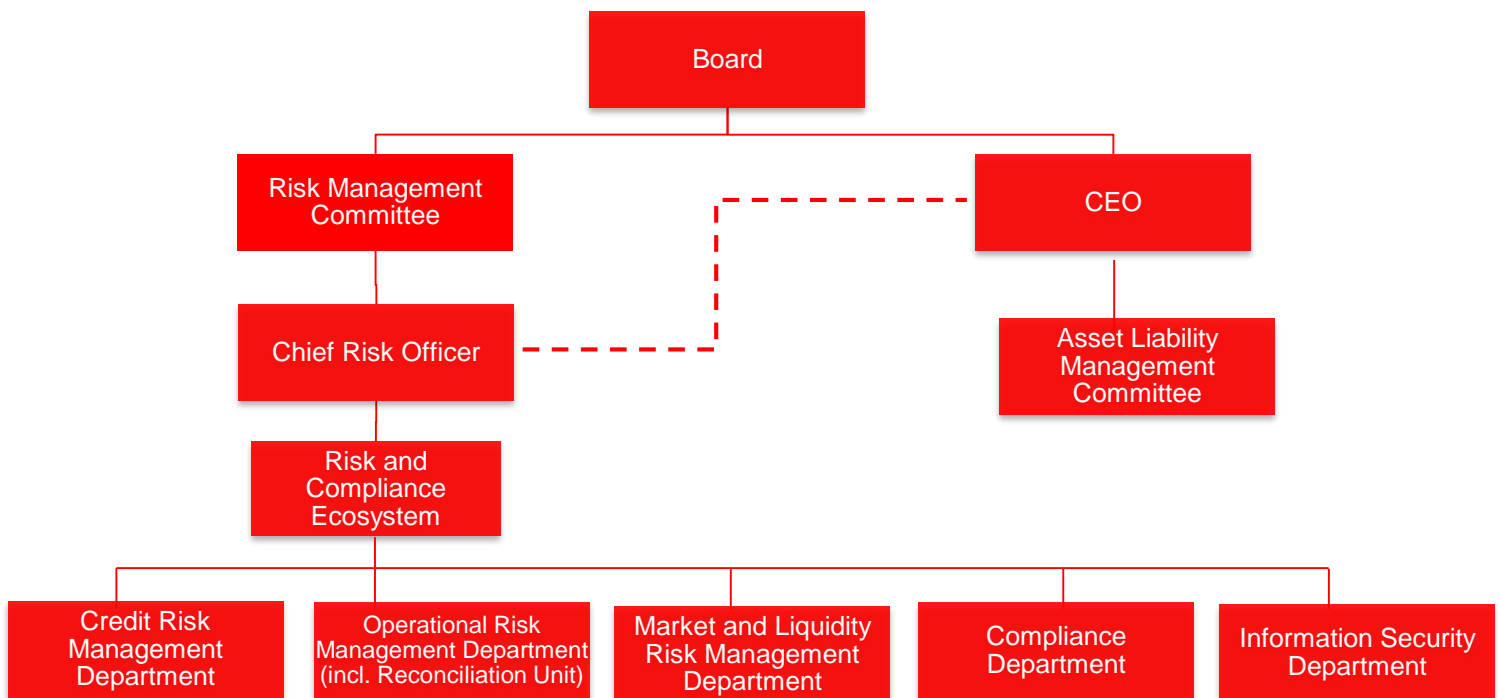 Board
Risk Management
Committee
CEO
Chief Risk Officer
Asset Liability
Management
Committee
Risk and
Compliance
Ecosystem
Credit Risk
Management
Department
Operational Risk
Management Department
(incl. Reconciliation Unit)
Market and Liquidity
Risk Management
Department
Compliance
Department
Information Security
Department